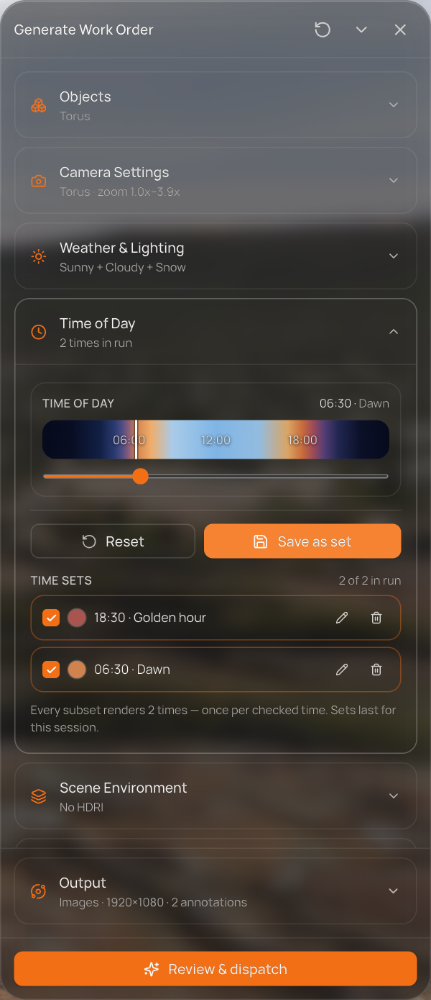 Generate Work Order
Objects
Torus
Camera Settings
Torus · zoom 1.0x–3.9x
Weather & Lighting
Sunny + Cloudy + Snow
Time of Day
2 times in run
TIME OF DAY
06:30 · Dawn
06:00
12:00
18:00
Reset
Save as set
TIME SETS
2 of 2 in run
18:30 · Golden hour
06:30 · Dawn
Every subset renders 2 times — once per checked time. Sets last for
this session.
Scene Environment
No HDRI
Output
Images · 1920×1080 · 2 annotations
Review & dispatch